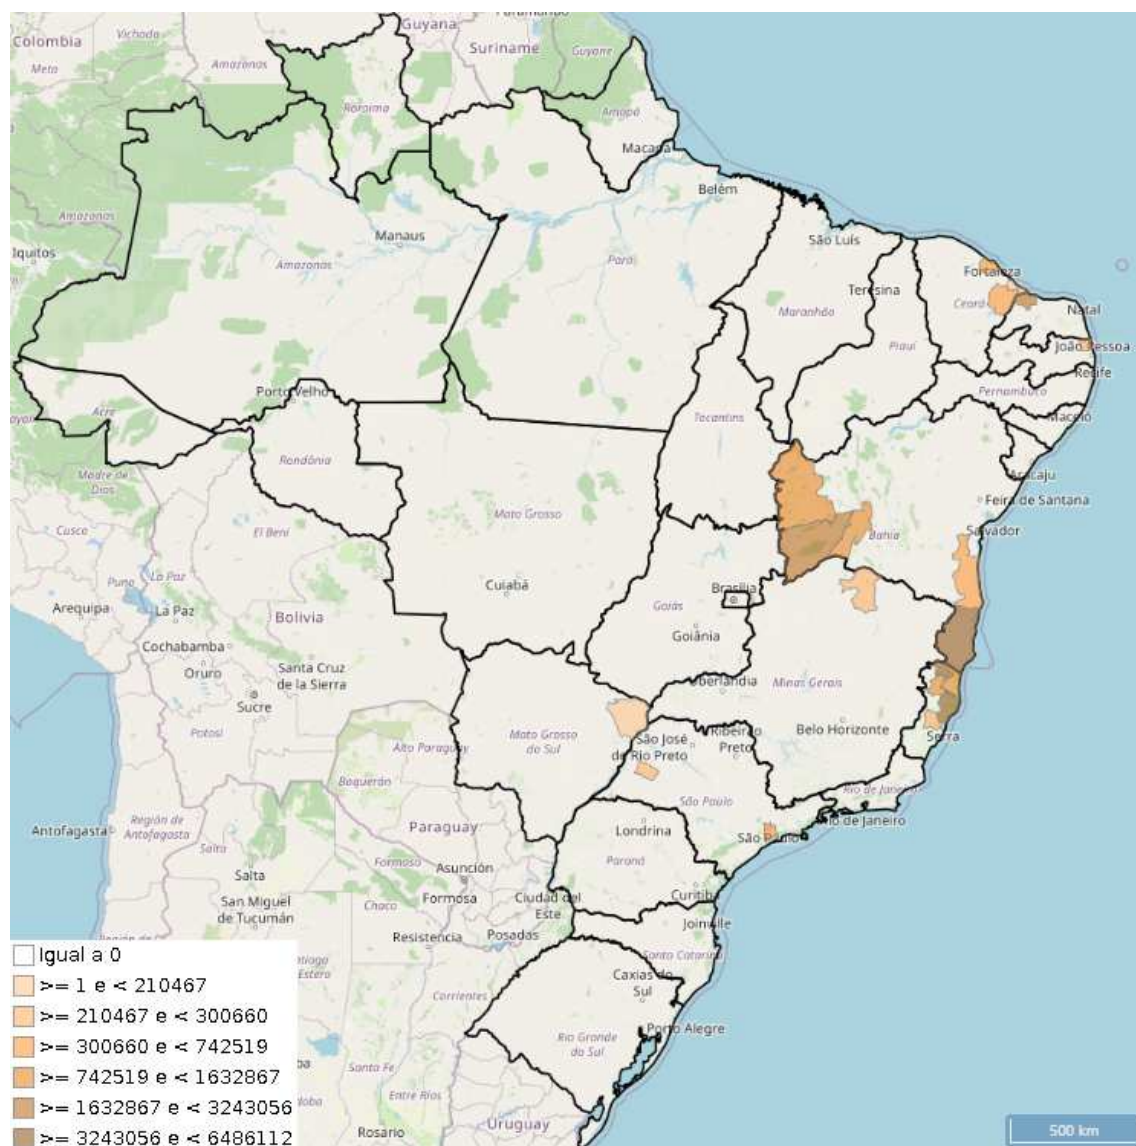 Paramaribo
Guyana
Colombia
Vichada
Suriname
Guyane
Meta
Amazonas
Roraima
Amapá
Macapá
Belém
Amazonas
Iquitos
Manaus
São Luís
Amazonas
Pará
Fortaleza
Teresina
Ceará
Maranhão
Natal
João Pessoa
Piauí
Recife
Porto Velho
Pernambuco
Acre
Tocantins
Maceió
Rondônia
Madre de
Dios
Aracaju
Feira de Santana
Mato Grosso
Cusco
El Beni
Salvador
Bahia
Puno
La Paz
Cuiabá
Brasília
Arequipa
La Paz
Goiás
Bolivia
Goiânia
Cochabamba
Oruro
Santa Cruz
de la Sierra
Uberlandia
Minas Gerais
Sucre
Potosí
Mato Grosso
do Sul
Belo Horizonte
Serra
Alto Paraguay
São José
do Rio Preto
Ribeirão
Preto
Boquerón
Rio de Janeiro
São Paulo
Región de
Antofagasta
Antofagasta
Paraguay
Londrina
São Paulo
Rio de Janeiro
Salta
Formosa
Asunción
Paraná
Salta
San Miguel
de Tucumán
Chaco
Formosa
Ciudad del
Este
Curitiba
Joinville
Resistencia
Posadas
Santa Catarina
Igual a 0
Santiago
del Estero
Caxias do
Sul
>= 1 e < 210467
Corrientes
>= 210467 e < 300660
Porto Alegre
Rio Grande
do Sul
>= 300660 e < 742519
Santa Fe
>= 742519 e < 1632867
Entre Ríos
>= 1632867 e < 3243056
Uruguay
Rosario
>= 3243056 e < 6486112
500 km